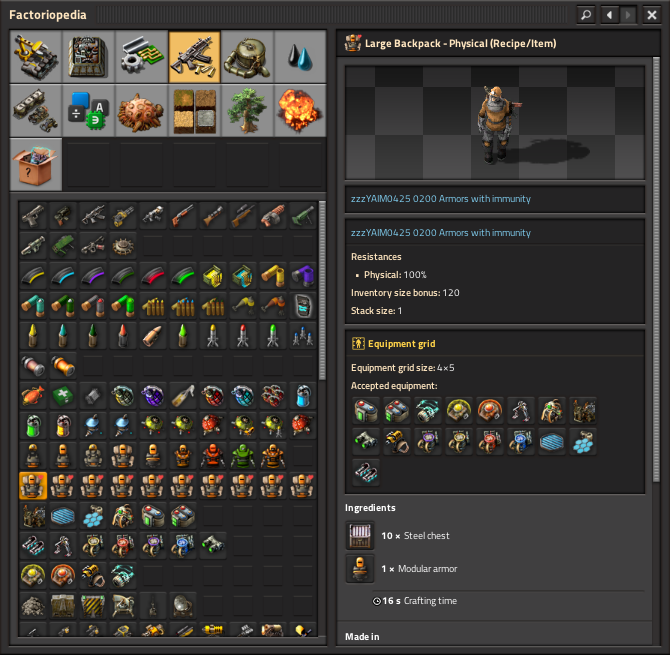 Factoriopedia
Large Backpack - Physical (Recipe/Item)
zzzYAIM0425 0200 Armors with immunity
zzzYAIM0425 0200 Armors with immunity
Resistances
• Physical: 100%
Inventory size bonus: 120
Stack size: 1
Equipment grid
Equipment grid size: 4×5
Accepted equipment:
Ingredients
10 × Steel chest
1 × Modular armor
16 s Crafting time
Made in